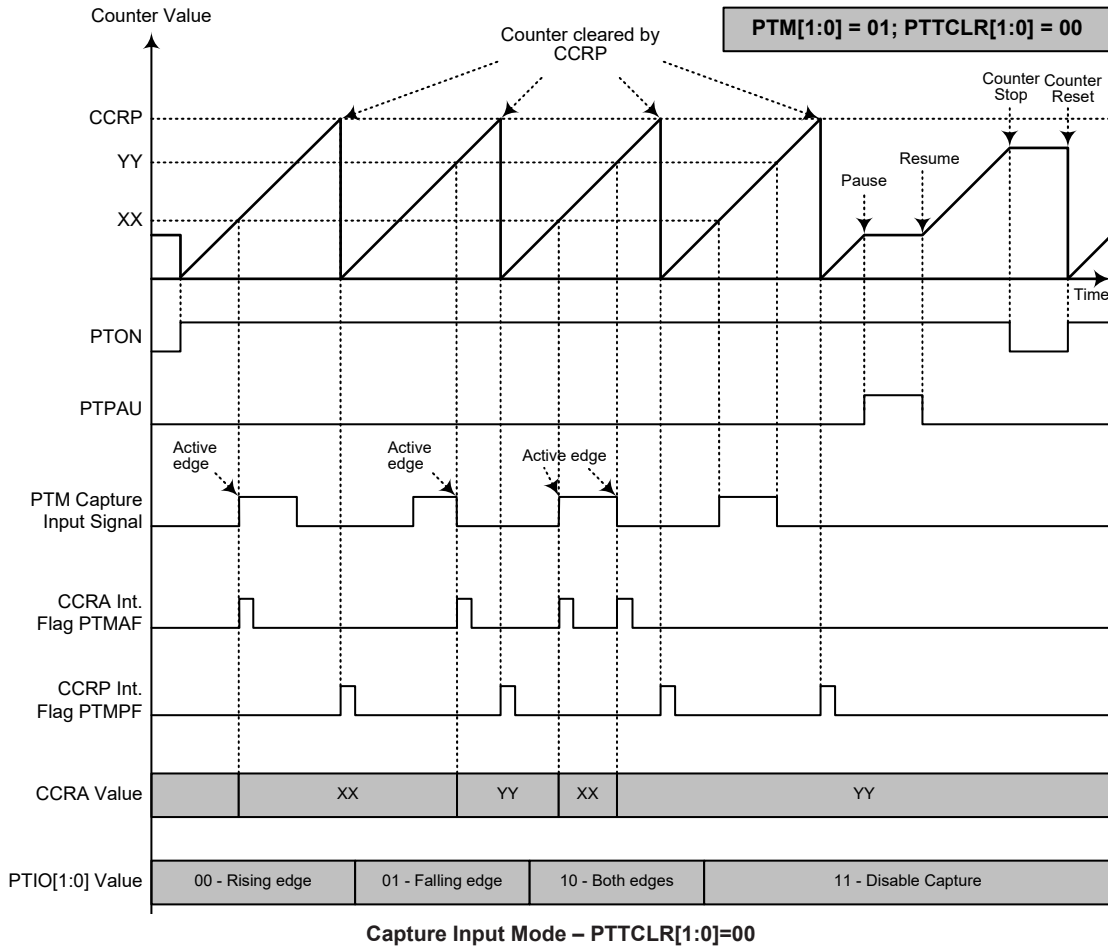 Counter Value
PTM[1:0] = 01; PTTCLR[1:0] = 00
Counter cleared by
CCRP
Counter
Stop
Counter
Reset
CCRP
YY
XX
Pause
Resume
Time
PTON
PTPAU
Active
edge
Active
edge
Active edge
PTM Capture
Input Signal
CCRA Int.
Flag PTMAF
CCRP Int.
Flag PTMPF
CCRA Value
XX
YY
XX
YY
PTIO[1:0] Value
00 - Rising edge
01 - Falling edge
10 - Both edges
11 - Disable Capture
Capture Input Mode – PTTCLR[1:0]=00